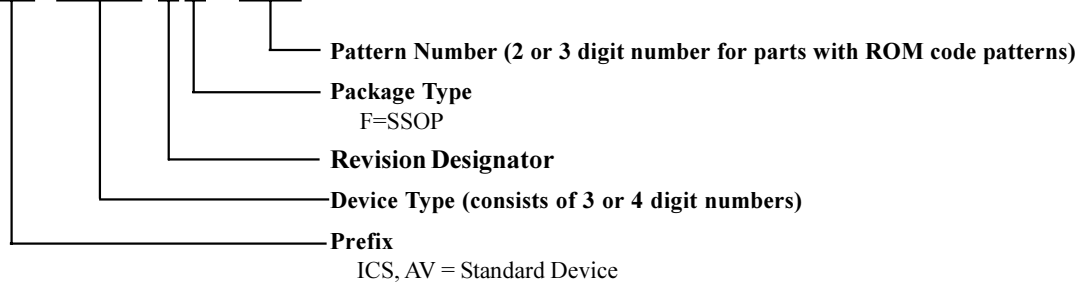 Pattern Number (2 or 3 digit number for parts with ROM code patterns)
Package Type
F=SSOP
Revision Designator
Device Type (consists of 3 or 4 digit numbers)
Prefix
ICS, AV = Standard Device